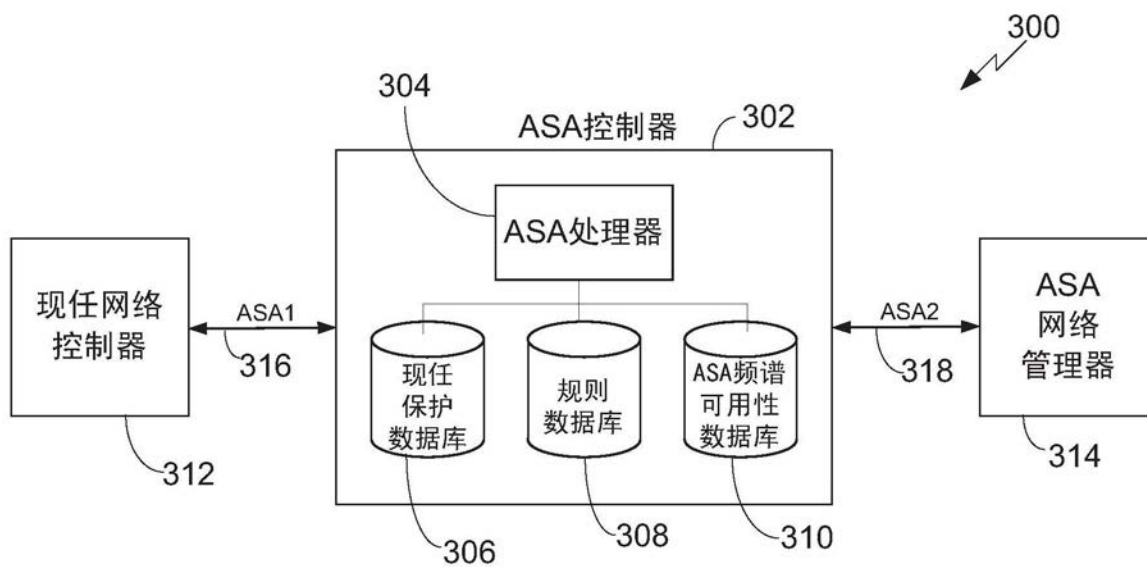 300
304
ASA控制器
302
ASA处理器
现任网络
控制器
ASA1
316
312
现任
保护
数据库
306
规则
数据库
308
ASA频谱
可用性
数据库
310
ASA2
318
ASA
网络
管理器
314